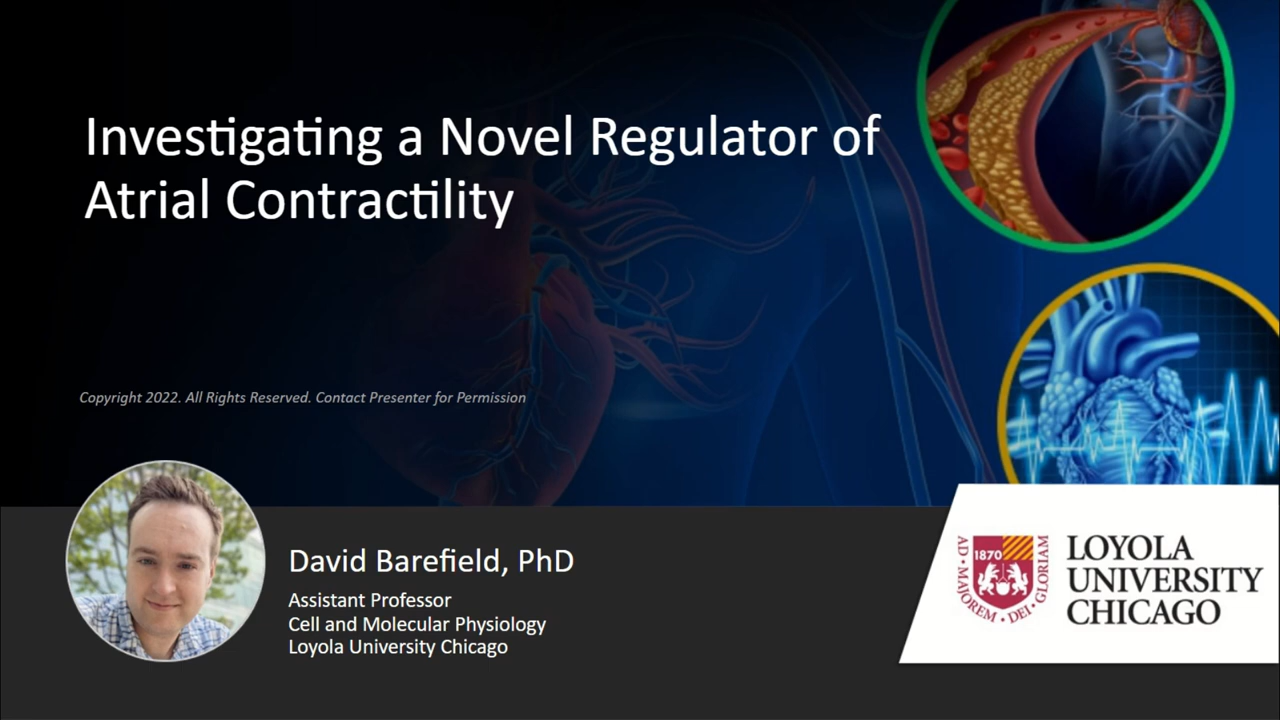 Investigating a Novel Regulator of
Atrial Contractility
Copyright 2022. All Rights Reserved. Contact Presenter for Permission
David Barefield, PhD
Assistant Professor
Cell and Molecular Physiology
Loyola University Chicago
AD • MAJOREM • DEI • GLORIAM
1870
LOYOLA
UNIVERSITY
CHICAGO